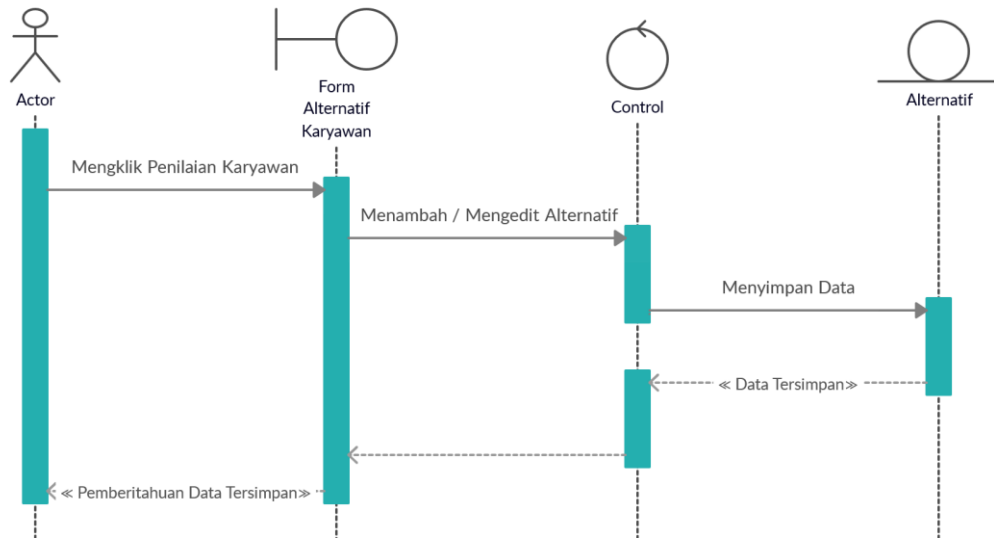 Actor
Form
Alternatif
Karyawan
Control
Alternatif
Mengklik Penilaian Karyawan
Menambah / Mengedit Alternatif
Menyimpan Data
≪ Data Tersimpan≫
≪ Pemberitahuan Data Tersimpan≫